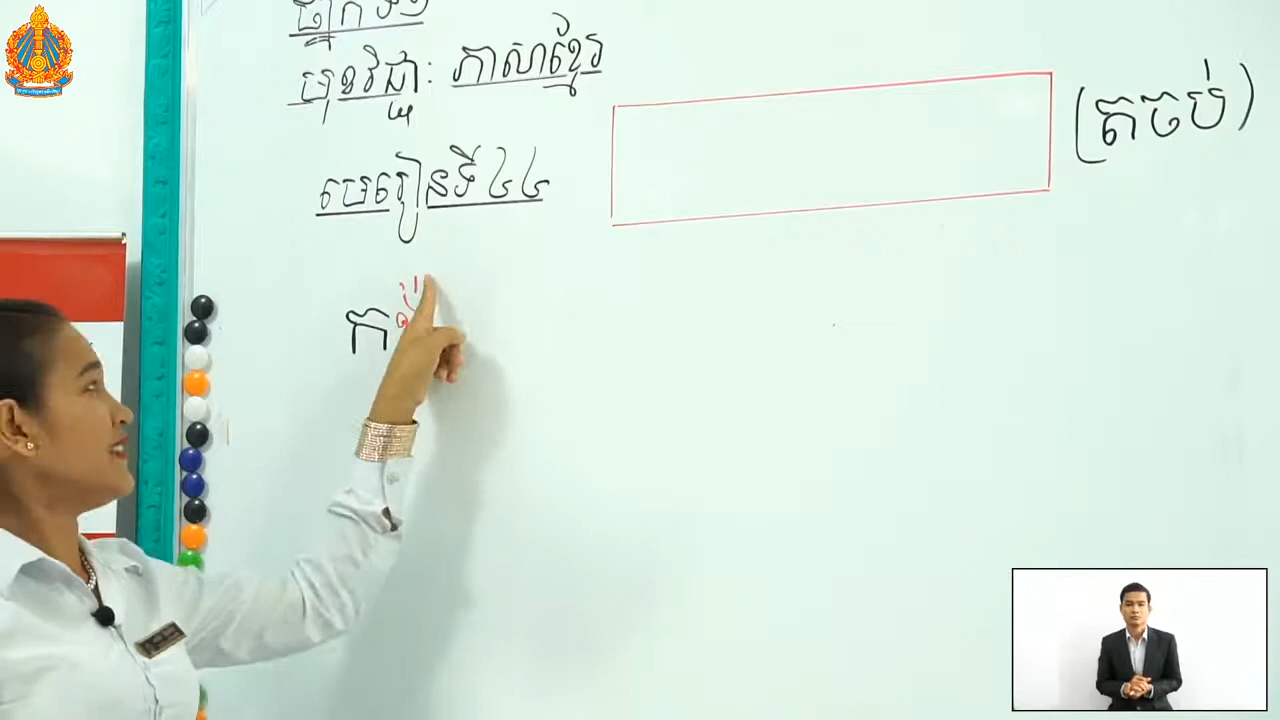 ថ្នាក់ទី១
មុខវិជ្ជា: ភាសាខ្មែរ
មេរៀនទី៤៤
(តចប់)
ក